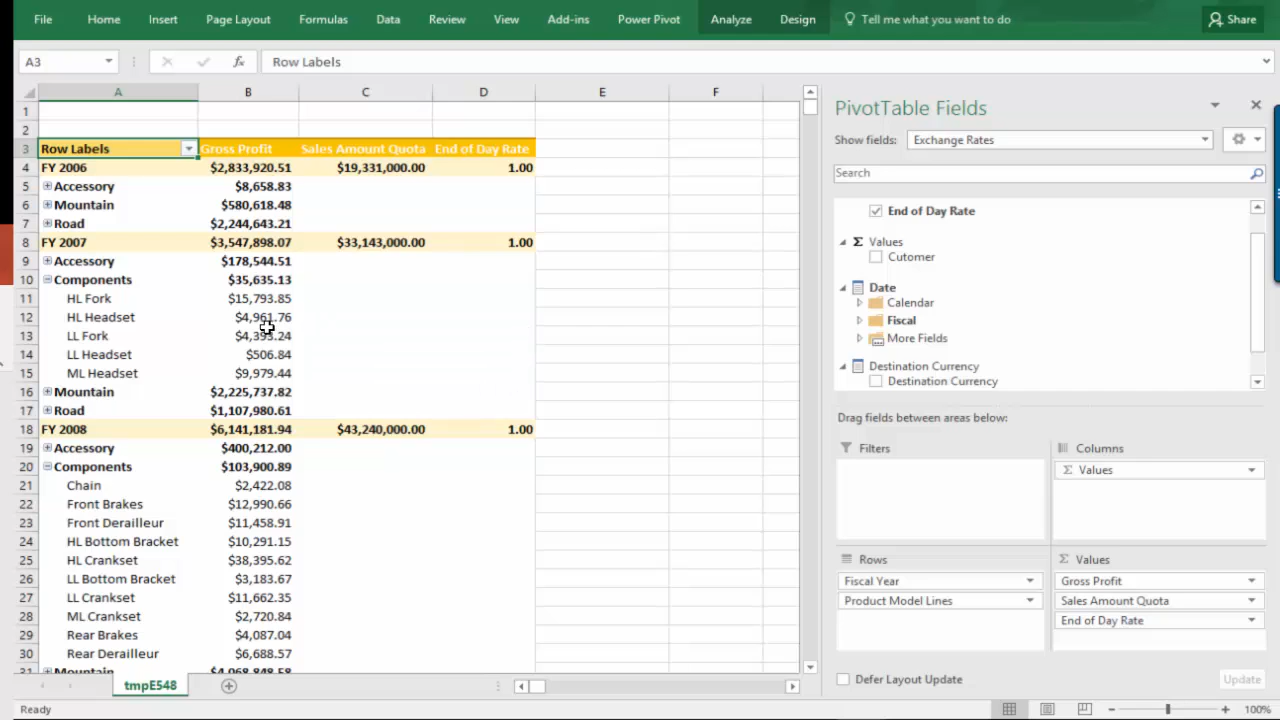 File Home Insert Page Layout Formulas Data Review View Add-ins Power Pivot Analyze Design Tell me what you want to do Share
A3 fx Row Labels
A B C D E F
1
2
3 Row Labels Gross Profit Sales Amount Quota End of Day Rate
4 FY 2006 $2,833,920.51 $19,331,000.00 1.00
5 Accessory $8,658.83
6 Mountain $580,618.48
7 Road $2,244,643.21
8 FY 2007 $3,547,898.07 $33,143,000.00 1.00
9 Accessory $178,544.51
10 Components $35,635.13
11 HL Fork $15,793.85
12 HL Headset $4,961.76
13 LL Fork $4,393.24
14 LL Headset $506.84
15 ML Headset $9,979.44
16 Mountain $2,225,737.82
17 Road $1,107,980.61
18 FY 2008 $6,141,181.94 $43,240,000.00 1.00
19 Accessory $400,212.00
20 Components $103,900.89
21 Chain $2,422.08
22 Front Brakes $12,990.66
23 Front Derailleur $11,458.91
24 HL Bottom Bracket $10,291.15
25 HL Crankset $38,395.62
26 LL Bottom Bracket $3,183.67
27 LL Crankset $11,662.35
28 ML Crankset $2,720.84
29 Rear Brakes $4,087.04
30 Rear Derailleur $6,688.57
31 Mountain $4,068,848.58
tmpE548
Ready
100%
PivotTable Fields
Show fields: Exchange Rates
Search
End of Day Rate
Σ Values
Cutomer
Date
Calendar
Fiscal
More Fields
Destination Currency
Destination Currency
Drag fields between areas below:
Filters
Columns
Σ Values
Rows
Fiscal Year
Product Model Lines
Σ Values
Gross Profit
Sales Amount Quota
End of Day Rate
Defer Layout Update
Update